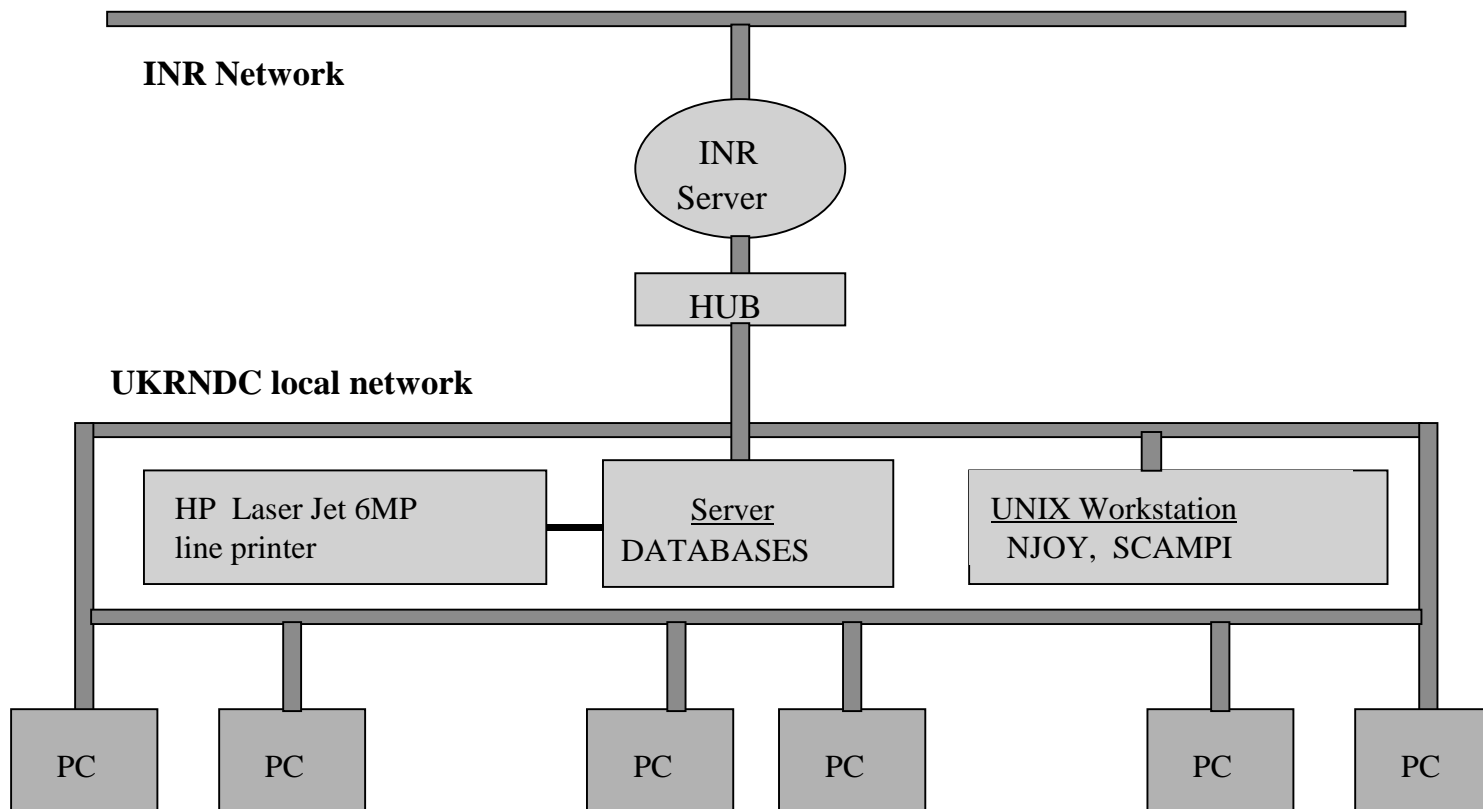 INR Network
INR
Server
HUB
UKRNDC local network
HP Laser Jet 6MP
line printer
Server
DATABASES
UNIX Workstation
NJOY, SCAMPI
PC
PC
PC
PC
PC
PC